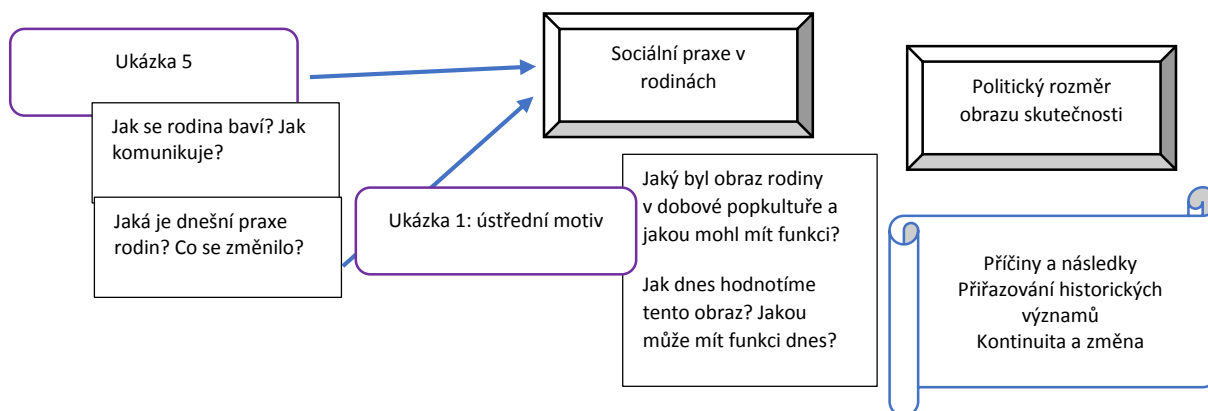 Ukázka 5
Jak se rodina baví? Jak
komunikuje?
Jaká je dnešní praxe
rodin? Co se změnilo?
Sociální praxe v
rodinách
Ukázka 1: ústřední motiv
Jaký byl obraz rodiny
v dobové popkultuře a
jakou mohl mít funkci?
Jak dnes hodnotíme
tento obraz? Jakou
může mít funkci dnes?
Politický rozměr
obrazu skutečnosti
Příčiny a následky
Přiřazování historických
významů
Kontinuita a změna